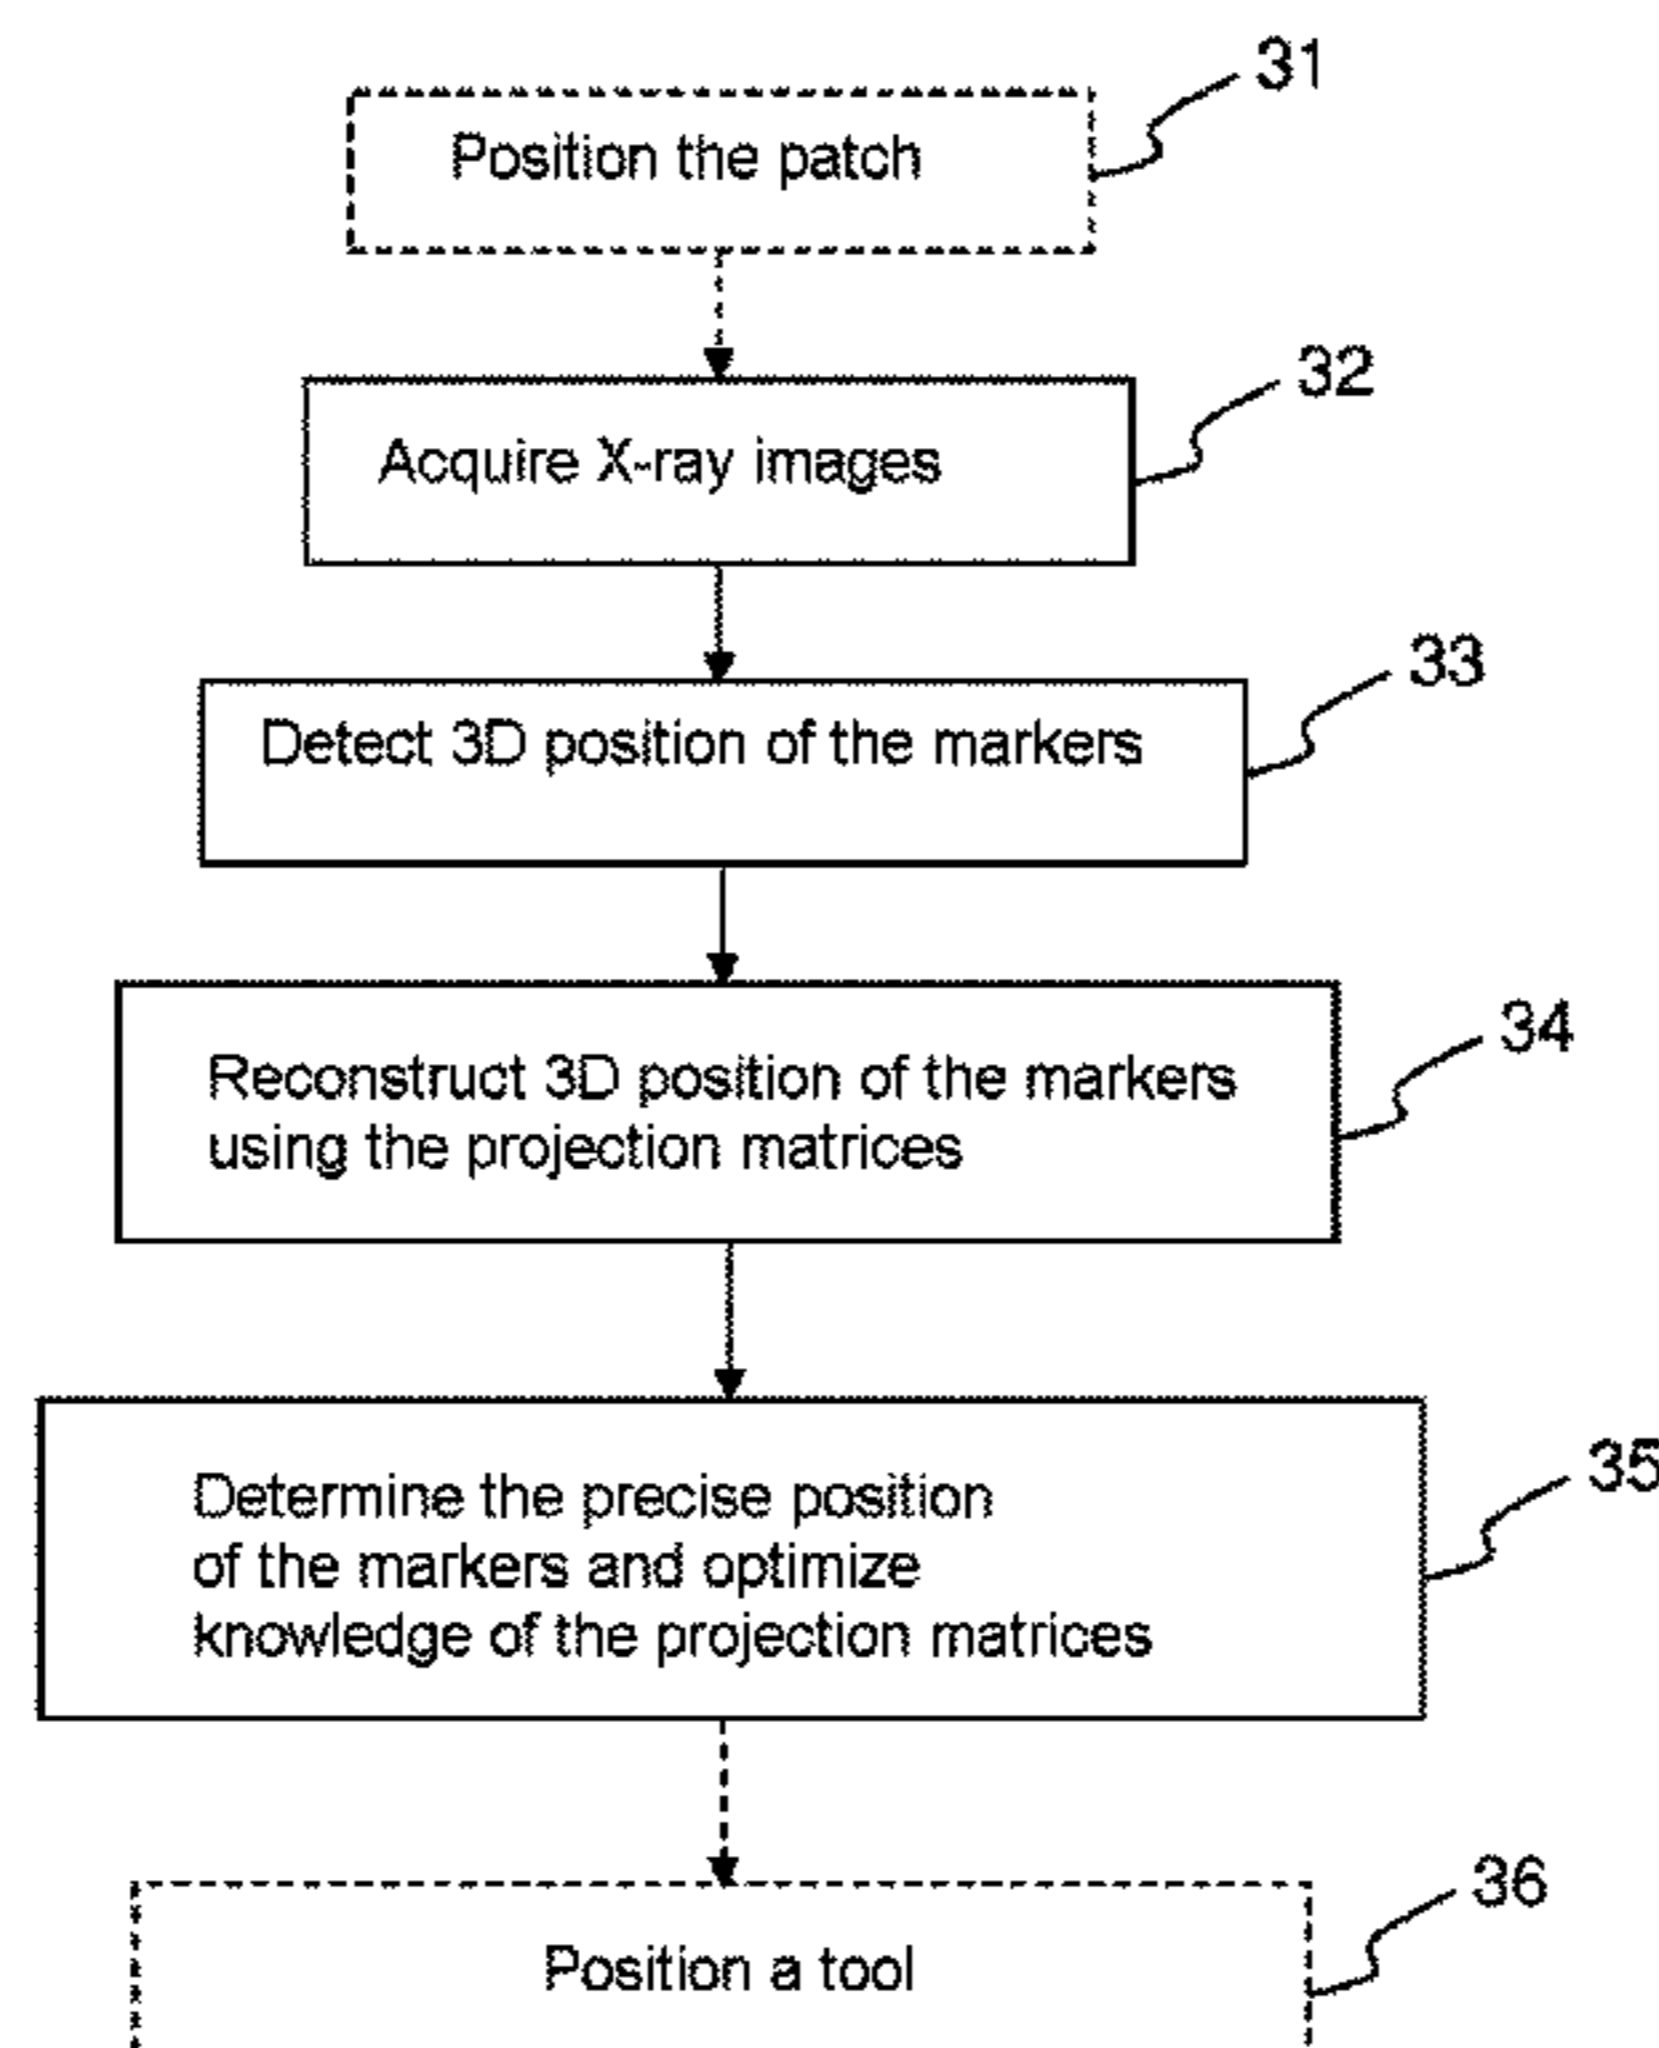 31
Position the patch
32
Acquire X-ray images
33
Detect 3D position of the markers
34
Reconstruct 3D position of the markers
using the projection matrices
35
Determine the precise position
of the markers and optimize
knowledge of the projection matrices
36
Position a tool